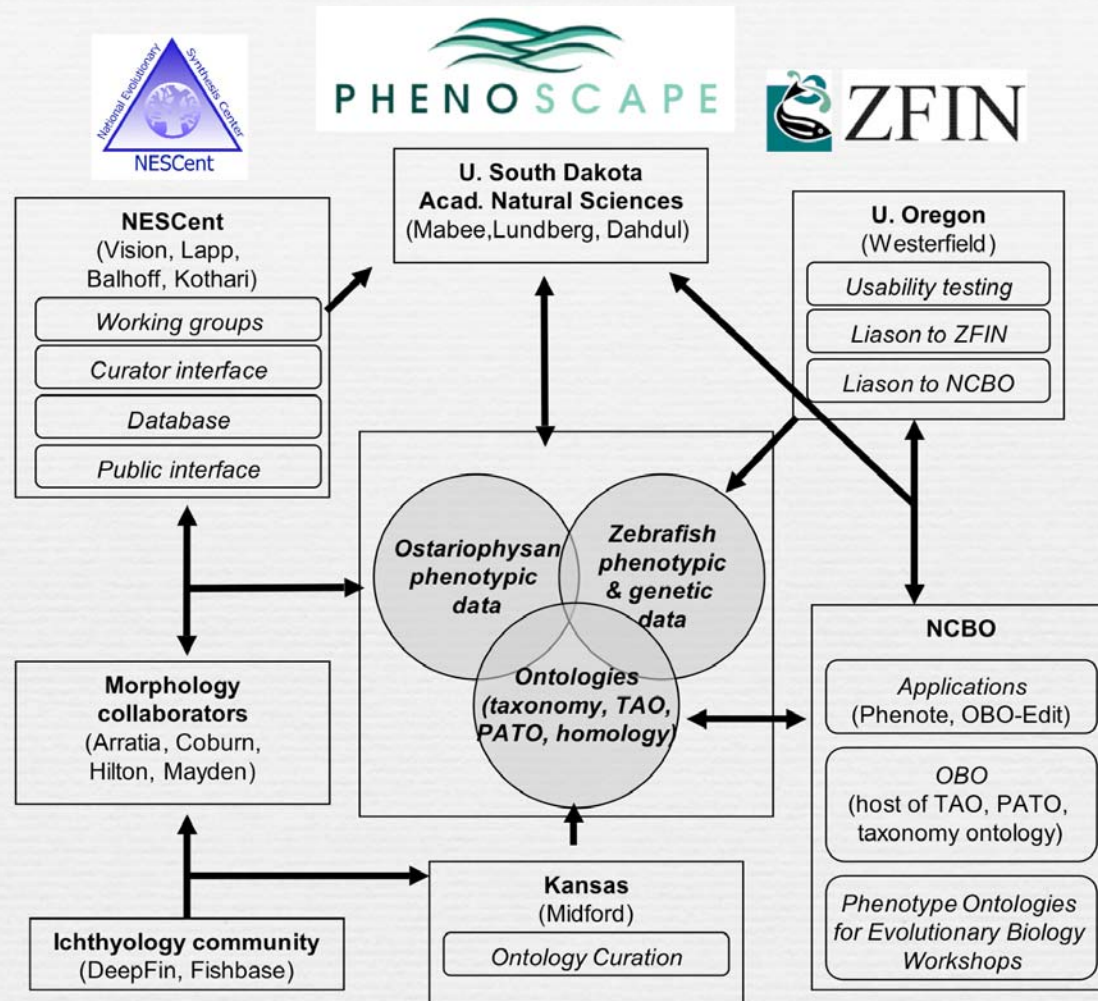 National Evolutionary
Synthesis Center
NESCent
PHENOSCAPE
ZFIN
U. South Dakota
Acad. Natural Sciences
(Mabee,Lundberg, Dahdul)
NESCent
(Vision, Lapp,
Balhoff, Kothari)
Working groups
Curator interface
Database
Public interface
U. Oregon
(Westerfield)
Usability testing
Liason to ZFIN
Liason to NCBO
Ostariophysan
phenotypic
data
Zebrafish
phenotypic
& genetic
data
Ontologies
(taxonomy, TAO,
PATO, homology)
Morphology
collaborators
(Arratia, Coburn,
Hilton, Mayden)
NCBO
Applications
(Phenote, OBO-Edit)
OBO
(host of TAO, PATO,
taxonomy ontology)
Phenotype Ontologies
for Evolutionary Biology
Workshops
Ichthyology community
(DeepFin, Fishbase)
Kansas
(Midford)
Ontology Curation